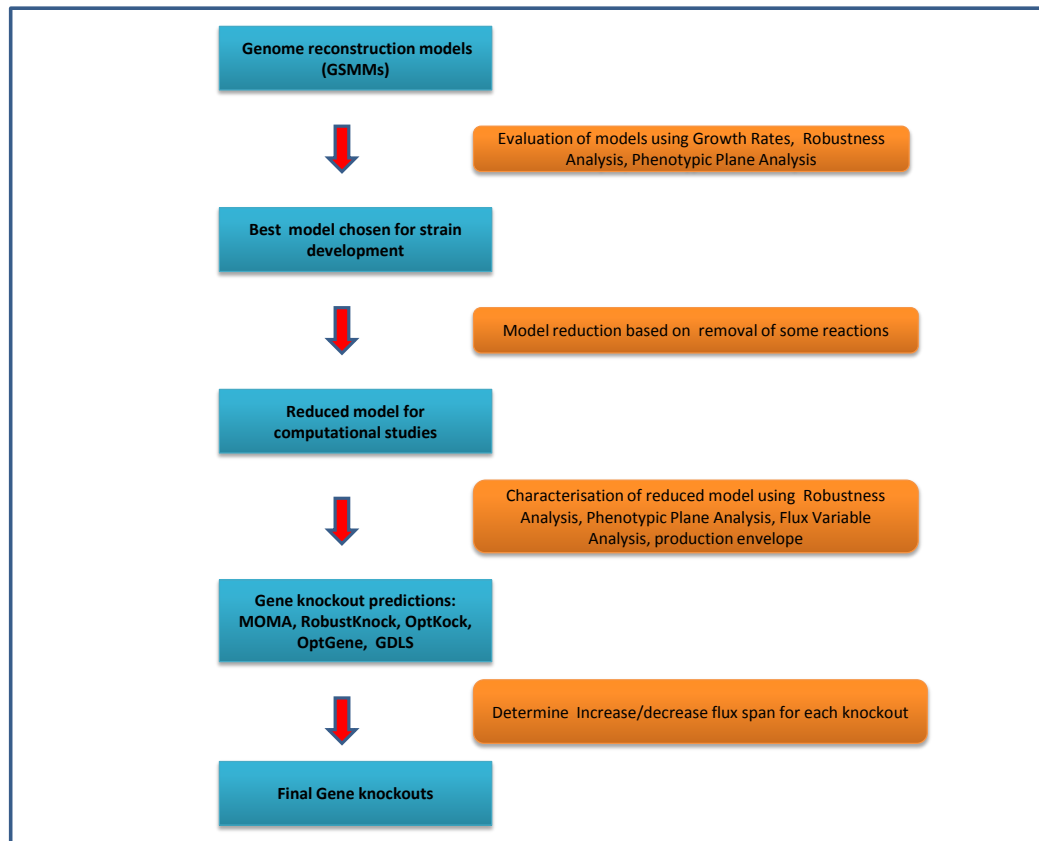 Genome reconstruction models
(GSMMs)
Evaluation of models using Growth Rates, Robustness
Analysis, Phenotypic Plane Analysis
Best model chosen for strain
development
Model reduction based on removal of some reactions
Reduced model for
computational studies
Characterisation of reduced model using Robustness
Analysis, Phenotypic Plane Analysis, Flux Variable
Analysis, production envelope
Gene knockout predictions:
MOMA, RobustKnock, OptKock,
OptGene, GDLS
Determine Increase/decrease flux span for each knockout
Final Gene knockouts